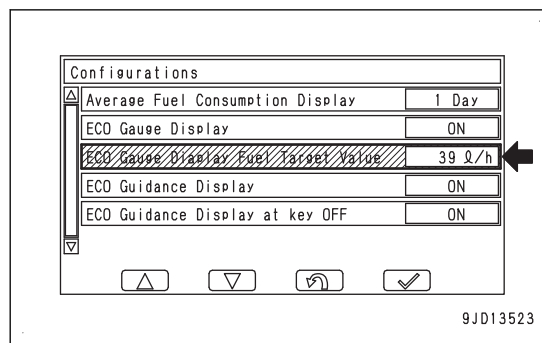 Configurations
Average Fuel Consumption Display 1 Day
ECO Gauge Display ON
ECO Gauge Diaplay Fuel Target Value 39 ℓ/h
ECO Guidance Display ON
ECO Guidance Display at key OFF ON
9JD13523